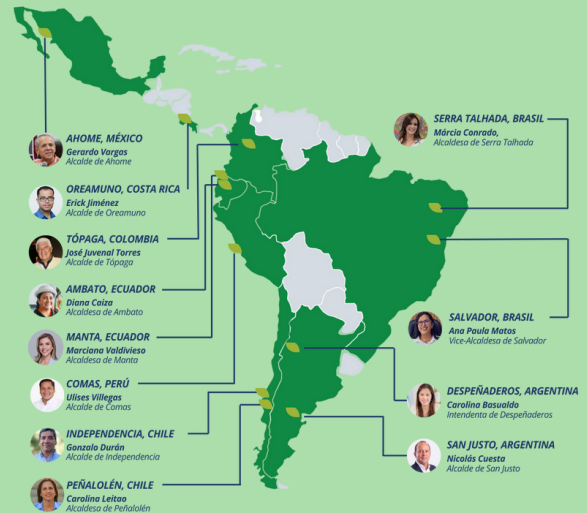 AHOME, MÉXICO
Gerardo Vargas
Alcalde de Ahome
OREAMUNO, COSTA RICA
Erick Jiménez
Alcalde de Oreamuno
TÓPAGA, COLOMBIA
José Juvenal Torres
Alcalde de Tópaga
AMBATO, ECUADOR
Diana Caiza
Alcaldesa de Ambato
MANTA, ECUADOR
Marciana Valdivieso
Alcaldesa de Manta
COMAS, PERÚ
Ulises Villegas
Alcalde de Comas
INDEPENDENCIA, CHILE
Gonzalo Durán
Alcalde de Independencia
PEÑALOLÉN, CHILE
Carolina Leitao
Alcaldesa de Peñalolén
SERRA TALHADA, BRASIL
Márcia Conrado,
Alcaldesa de Serra Talhada
SALVADOR, BRASIL
Ana Paula Matos
Vice-Alcaldesa de Salvador
DESPEÑADEROS, ARGENTINA
Carolina Basualdo
Intendenta de Despeñaderos
SAN JUSTO, ARGENTINA
Nicolás Cuesta
Alcalde de San Justo